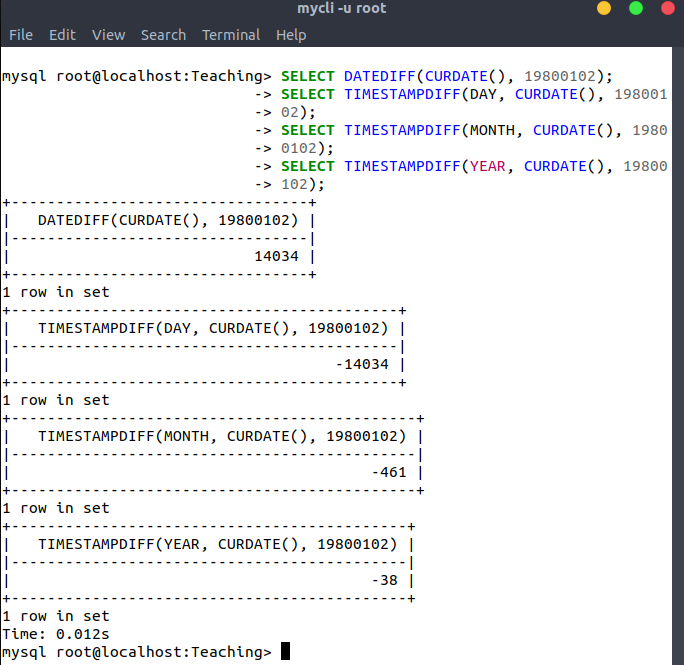 mycli -u root
File Edit View Search Terminal Help
mysql root@localhost:Teaching> SELECT DATEDIFF(CURDATE(), 19800102);
-> SELECT TIMESTAMPDIFF(DAY, CURDATE(), 198001
-> 02);
-> SELECT TIMESTAMPDIFF(MONTH, CURDATE(), 1980
-> 0102);
-> SELECT TIMESTAMPDIFF(YEAR, CURDATE(), 19800
-> 102);
+---------------------------------+
|   DATEDIFF(CURDATE(), 19800102) |
|---------------------------------|
|                           14034 |
+---------------------------------+
1 row in set
+-------------------------------------------+
|   TIMESTAMPDIFF(DAY, CURDATE(), 19800102) |
|-------------------------------------------|
|                                    -14034 |
+-------------------------------------------+
1 row in set
+---------------------------------------------+
|   TIMESTAMPDIFF(MONTH, CURDATE(), 19800102) |
|---------------------------------------------|
|                                        -461 |
+---------------------------------------------+
1 row in set
+--------------------------------------------+
|   TIMESTAMPDIFF(YEAR, CURDATE(), 19800102) |
|--------------------------------------------|
|                                        -38 |
+--------------------------------------------+
1 row in set
Time: 0.012s
mysql root@localhost:Teaching>